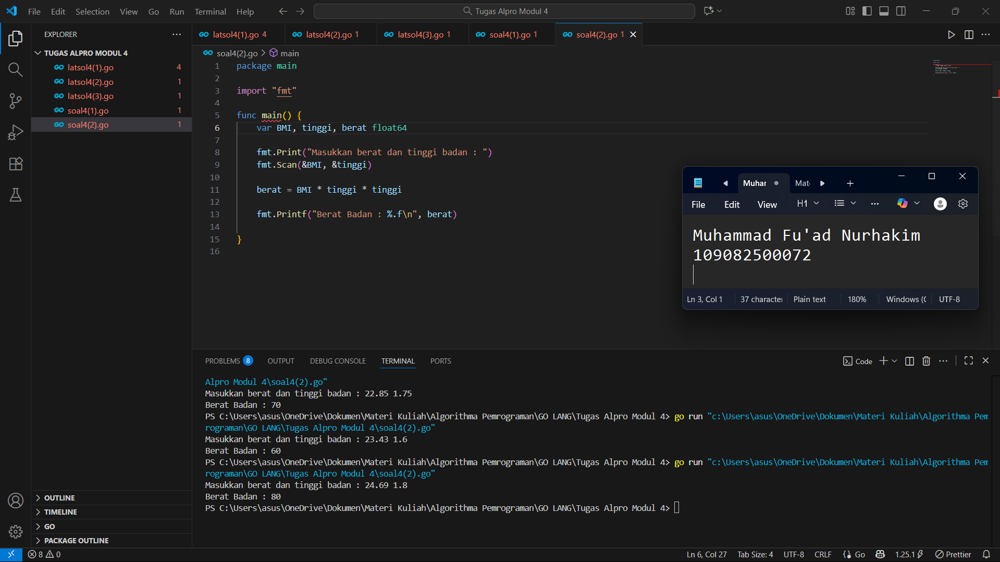 File Edit Selection View Go Run Terminal Help
Tugas Alpro Modul 4
EXPLORER
TUGAS ALPRO MODUL 4
latsol4(1).go 4
latsol4(2).go 1
latsol4(3).go 1
soal4(1).go 1
soal4(2).go 1
OUTLINE
TIMELINE
GO
PACKAGE OUTLINE
latsol4(1).go 4
latsol4(2).go 1
latsol4(3).go 1
soal4(1).go 1
soal4(2).go 1
soal4(2).go > main
1 package main
2
3 import "fmt"
4
5 func main() {
6 var BMI, tinggi, berat float64
7
8 fmt.Print("Masukkan berat dan tinggi badan : ")
9 fmt.Scan(&BMI, &tinggi)
10
11 berat = BMI * tinggi * tinggi
12
13 fmt.Printf("Berat Badan : %.f\n", berat)
14
15 }
16
Muhar
Mat
File Edit View H1
Muhammad Fu'ad Nurhakim
109082500072
Ln 3, Col 1 37 character Plain text 180% Windows (C UTF-8
PROBLEMS 8 OUTPUT DEBUG CONSOLE TERMINAL PORTS
Code
Alpro Modul 4\soal4(2).go"
Masukkan berat dan tinggi badan : 22.85 1.75
Berat Badan : 70
PS C:\Users\asus\OneDrive\Dokumen\Materi Kuliah\Algorithma Pemrograman\GO LANG\Tugas Alpro Modul 4> go run "c:\Users\asus\OneDrive\Dokumen\Materi Kuliah\Algorithma Pem
rograman\GO LANG\Tugas Alpro Modul 4\soal4(2).go"
Masukkan berat dan tinggi badan : 23.43 1.6
Berat Badan : 60
PS C:\Users\asus\OneDrive\Dokumen\Materi Kuliah\Algorithma Pemrograman\GO LANG\Tugas Alpro Modul 4> go run "c:\Users\asus\OneDrive\Dokumen\Materi Kuliah\Algorithma Pem
rograman\GO LANG\Tugas Alpro Modul 4\soal4(2).go"
Masukkan berat dan tinggi badan : 24.69 1.8
Berat Badan : 80
PS C:\Users\asus\OneDrive\Dokumen\Materi Kuliah\Algorithma Pemrograman\GO LANG\Tugas Alpro Modul 4>
8 0
Ln 6, Col 27 Tab Size: 4 UTF-8 CRLF Go 1.25.1 Prettier